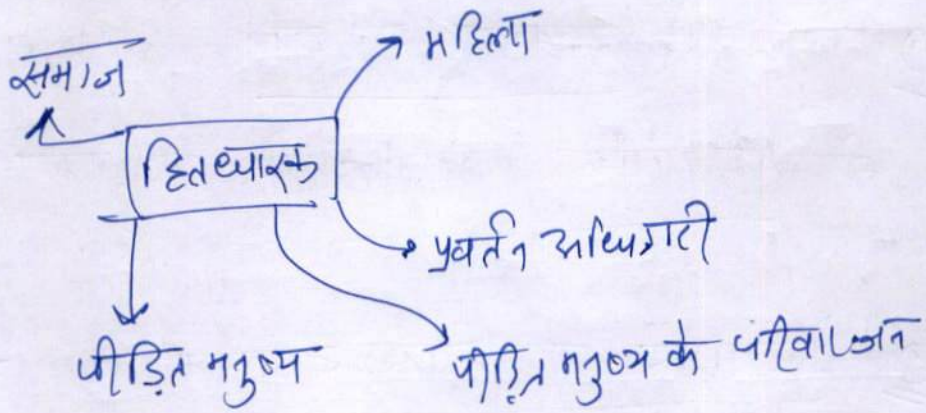 समाज
महिला
हितधारक
प्रवर्तन अधिकारी
पीड़ित मनुष्य
पीड़ित मनुष्य के परिवारजन